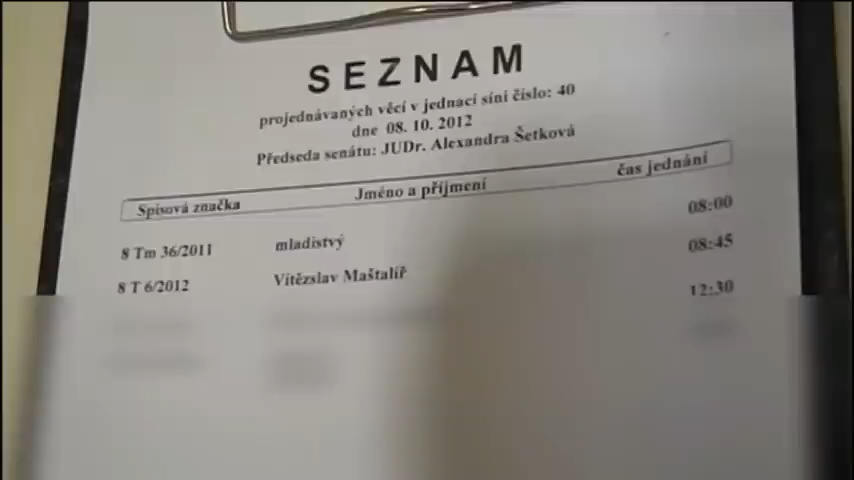 SEZNAM
projednávaných věcí v jednací síni číslo: 40
dne 08. 10. 2012
Předseda senátu: JUDr. Alexandra Šetková
Spisová značka Jméno a příjmení čas jednání
8 Tm 36/2011 mladistvý 08:00
8 T 6/2012 Vítězslav Maštalíř 08:45
12:30